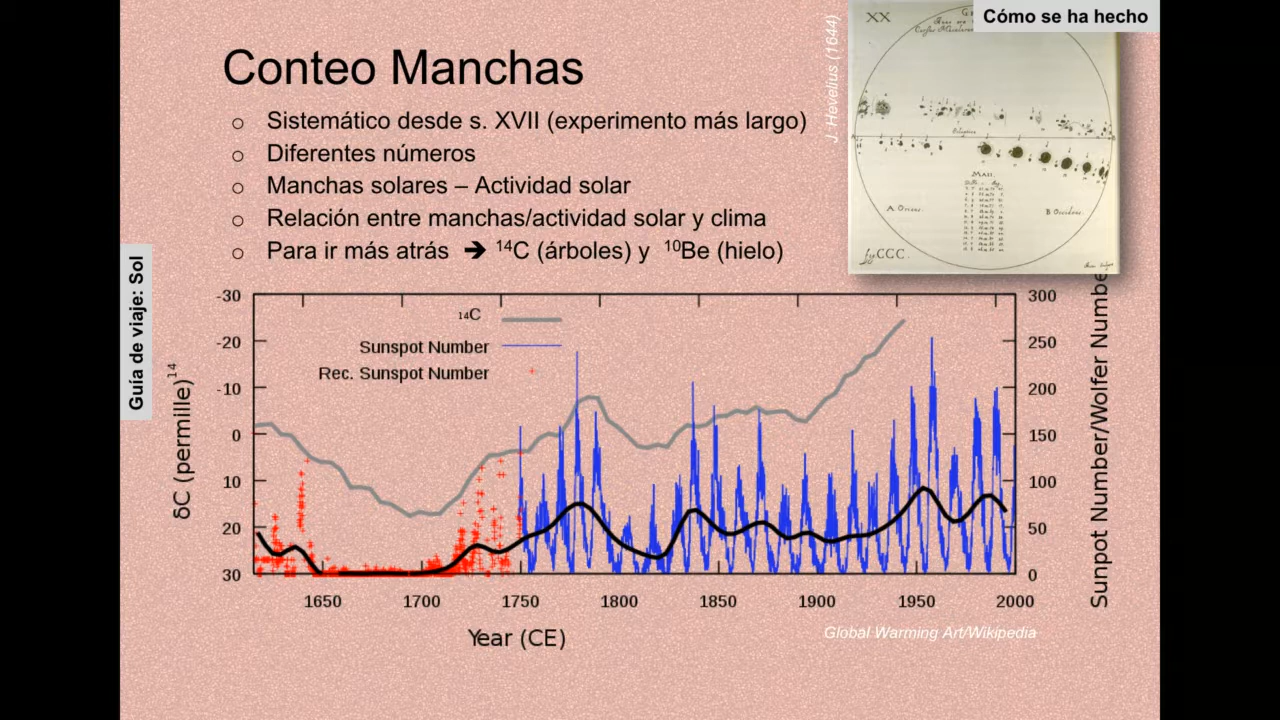 Cómo se ha hecho
Conteo Manchas
Sistemático desde s. XVII (experimento más largo)
Diferentes números
Manchas solares – Actividad solar
Relación entre manchas/actividad solar y clima
Para ir más atrás ➔ ¹⁴C (árboles) y ¹⁰Be (hielo)
J. Hevelius (1644)
XX
MAII.
A Oriens.
B Occidens.
fig CCC.
Guía de viaje: Sol
¹⁴C
Sunspot Number
Rec. Sunspot Number
-30
-20
-10
0
10
20
30
300
250
200
150
100
50
0
δC (permille)¹⁴
Sunpot Number/Wolfer Numbe
1650 1700 1750 1800 1850 1900 1950 2000
Year (CE)
Global Warming Art/Wikipedia